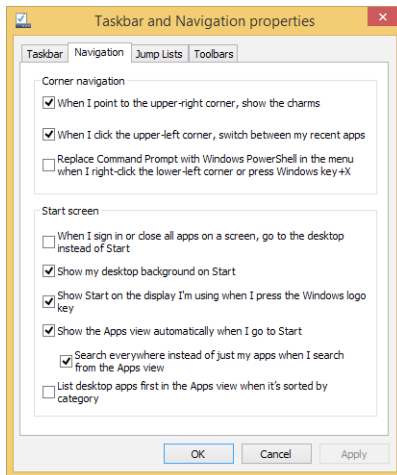 Taskbar and Navigation properties
Taskbar Navigation Jump Lists Toolbars
Corner navigation
When I point to the upper-right corner, show the charms
When I click the upper-left corner, switch between my recent apps
Replace Command Prompt with Windows PowerShell in the menu
when I right-click the lower-left corner or press Windows key+X
Start screen
When I sign in or close all apps on a screen, go to the desktop
instead of Start
Show my desktop background on Start
Show Start on the display I'm using when I press the Windows logo
key
Show the Apps view automatically when I go to Start
Search everywhere instead of just my apps when I search
from the Apps view
List desktop apps first in the Apps view when it's sorted by
category
OK Cancel Apply